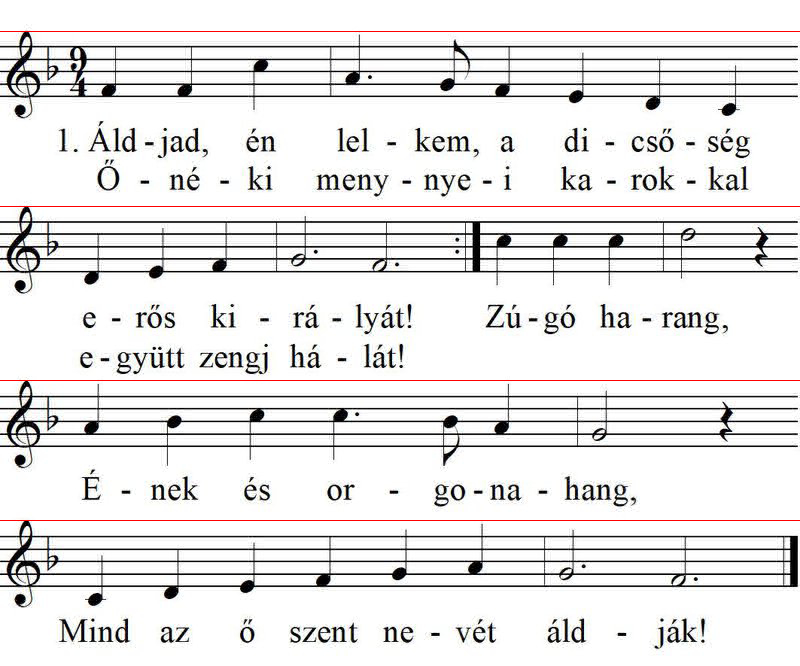 9
4
1. Áld - jad, én lel - kem, a di - cső - ség
Ő - né - ki meny - nye - i ka - rok - kal
e - rős ki - rá - lyát! Zú - gó ha - rang,
e - gyütt zengj há - lát!
É - nek és or - go - na - hang,
Mind az ő szent ne - vét áld - ják!